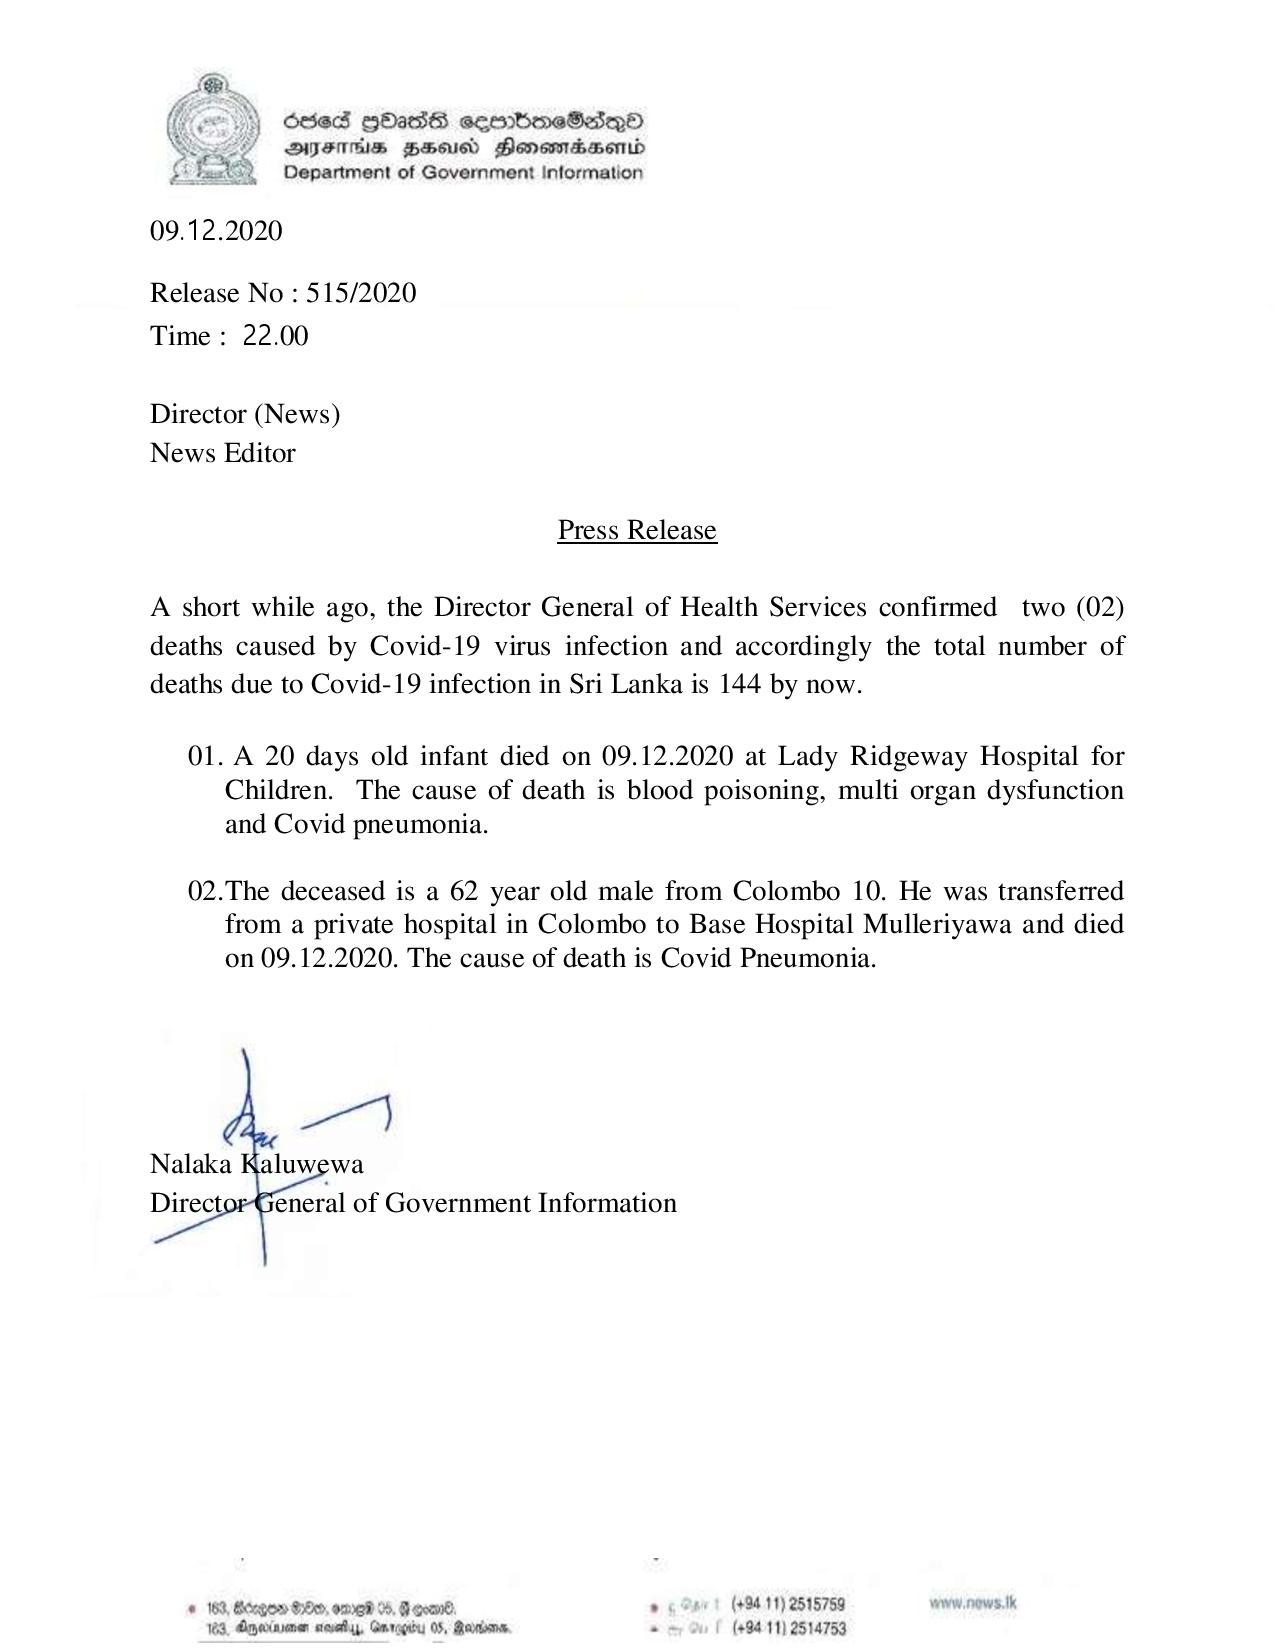 රජයේ ප්‍රවෘත්ති දෙපාර්තමේන්තුව
அரசாங்க தகவல் திணைக்களம்
Department of Government Information
09.12.2020
Release No : 515/2020
Time : 22.00
Director (News)
News Editor
Press Release
A short while ago, the Director General of Health Services confirmed two (02)
deaths caused by Covid-19 virus infection and accordingly the total number of
deaths due to Covid-19 infection in Sri Lanka is 144 by now.
01. A 20 days old infant died on 09.12.2020 at Lady Ridgeway Hospital for
Children. The cause of death is blood poisoning, multi organ dysfunction
and Covid pneumonia.
02.The deceased is a 62 year old male from Colombo 10. He was transferred
from a private hospital in Colombo to Base Hospital Mulleriyawa and died
on 09.12.2020. The cause of death is Covid Pneumonia.
Nalaka Kaluwewa
Director General of Government Information
163, කිරුලපන මාවත, කොළඹ 05, ශ්‍රී ලංකාව.
163, கிருலப்பனை எவனியூ, கொழும்பு 05, இலங்கை.
(+94 11) 2515759
(+94 11) 2514753
www.news.lk